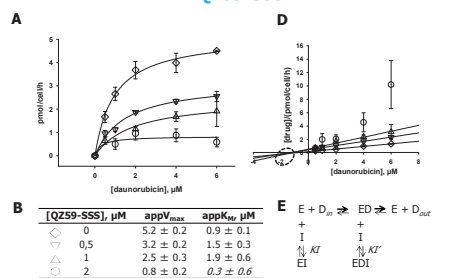 A
D
5
4
3
2
1
0
pmol/cell/h
0 2 4 6
[daunorubicin], µM
16
14
12
10
8
6
4
2
0
[drug]/(pmol/cell/h)
-2 0 2 4 6 8
[daunorubicin], µM
B
[QZ59-SSS], µM appVmax appKMr, µM
0 5.2 ± 0.2 0.9 ± 0.1
0,5 3.2 ± 0.2 1.5 ± 0.3
1 2.5 ± 0.3 1.9 ± 0.6
2 0.8 ± 0.2 0.3 ± 0.6
E
E + Din ⇌ ED ⇌ E + Dout
+ +
I I
KI KI'
EI EDI